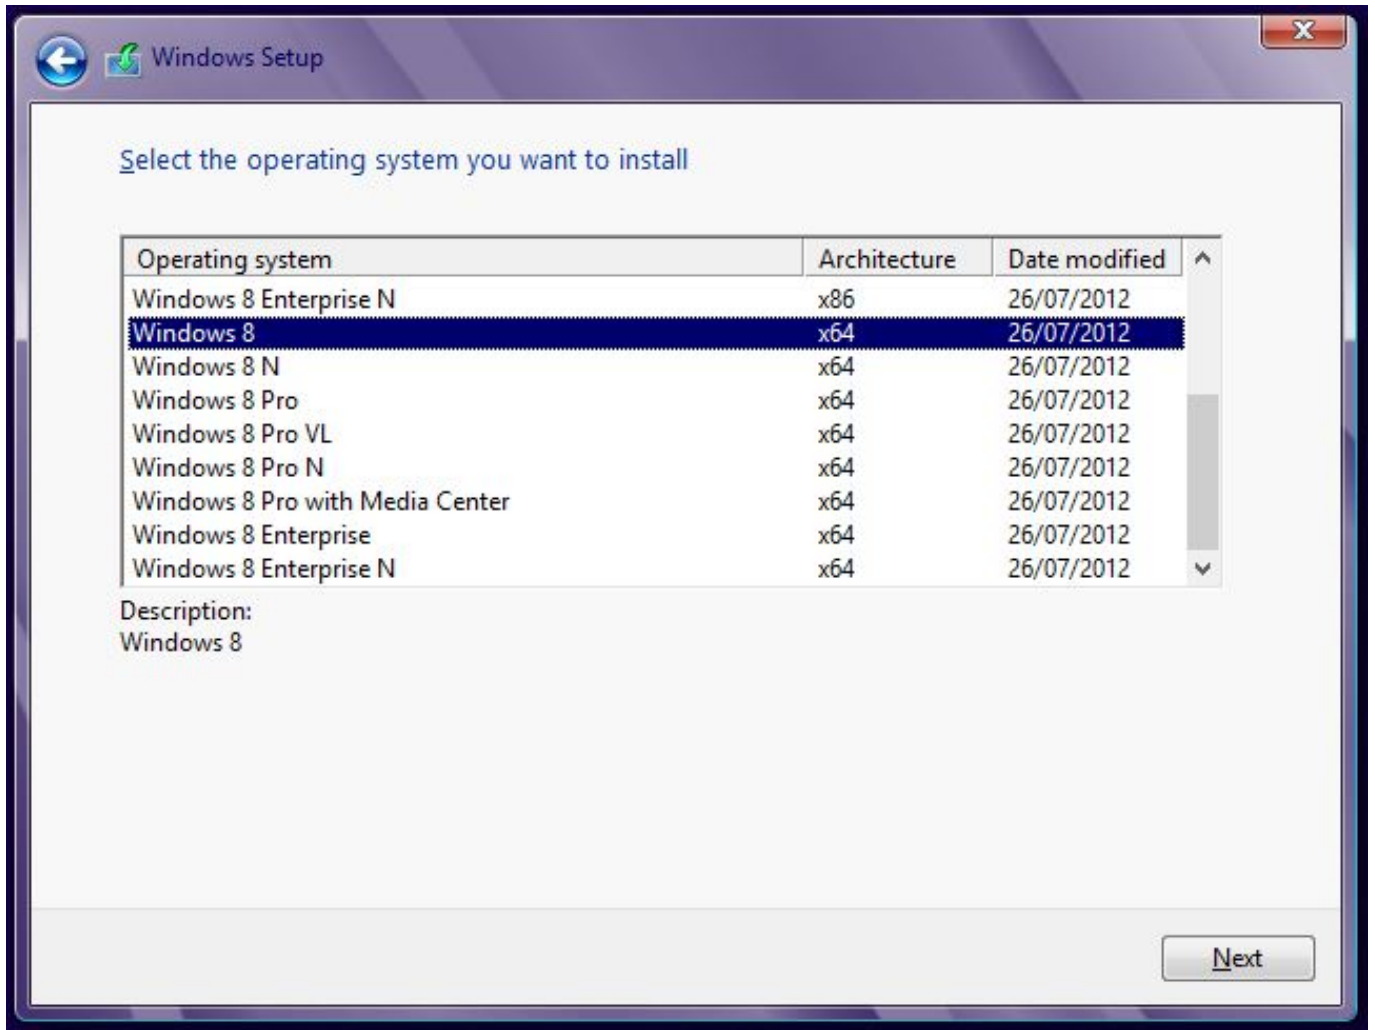 Windows Setup
Select the operating system you want to install
Operating system Architecture Date modified
Windows 8 Enterprise N x86 26/07/2012
Windows 8 x64 26/07/2012
Windows 8 N x64 26/07/2012
Windows 8 Pro x64 26/07/2012
Windows 8 Pro VL x64 26/07/2012
Windows 8 Pro N x64 26/07/2012
Windows 8 Pro with Media Center x64 26/07/2012
Windows 8 Enterprise x64 26/07/2012
Windows 8 Enterprise N x64 26/07/2012
Description:
Windows 8
Next